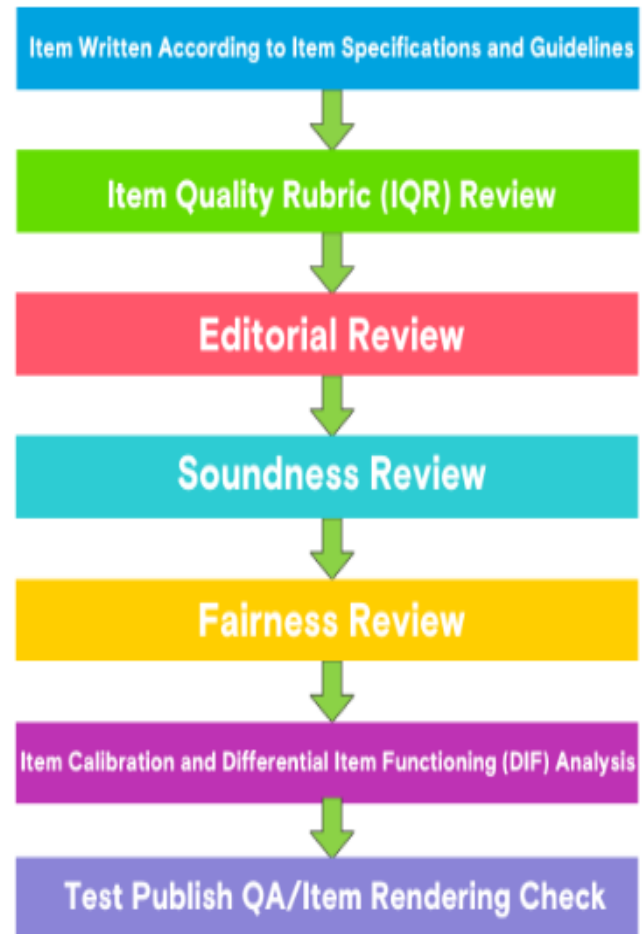 Item Written According to Item Specifications and Guidelines
Item Quality Rubric (IQR) Review
Editorial Review
Soundness Review
Fairness Review
Item Calibration and Differential Item Functioning (DIF) Analysis
Test Publish QA/Item Rendering Check